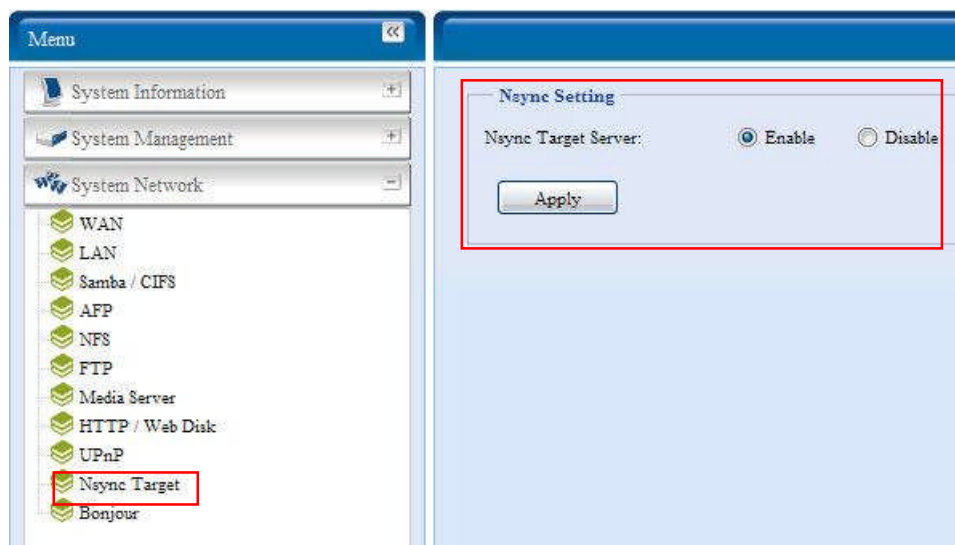 Menu
System Information
System Management
System Network
WAN
LAN
Samba / CIFS
AFP
NFS
FTP
Media Server
HTTP / Web Disk
UPnP
Nsync Target
Bonjour
Nsync Setting
Nsync Target Server: Enable Disable
Apply